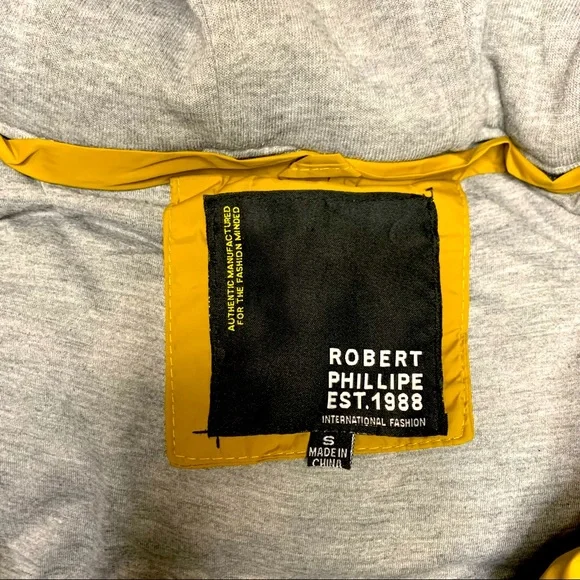 AUTHENTIC MANUFACTURED
FOR THE FASHION MINDED
ROBERT
PHILLIPE
EST.1988
INTERNATIONAL FASHION
S
MADE IN
CHINA